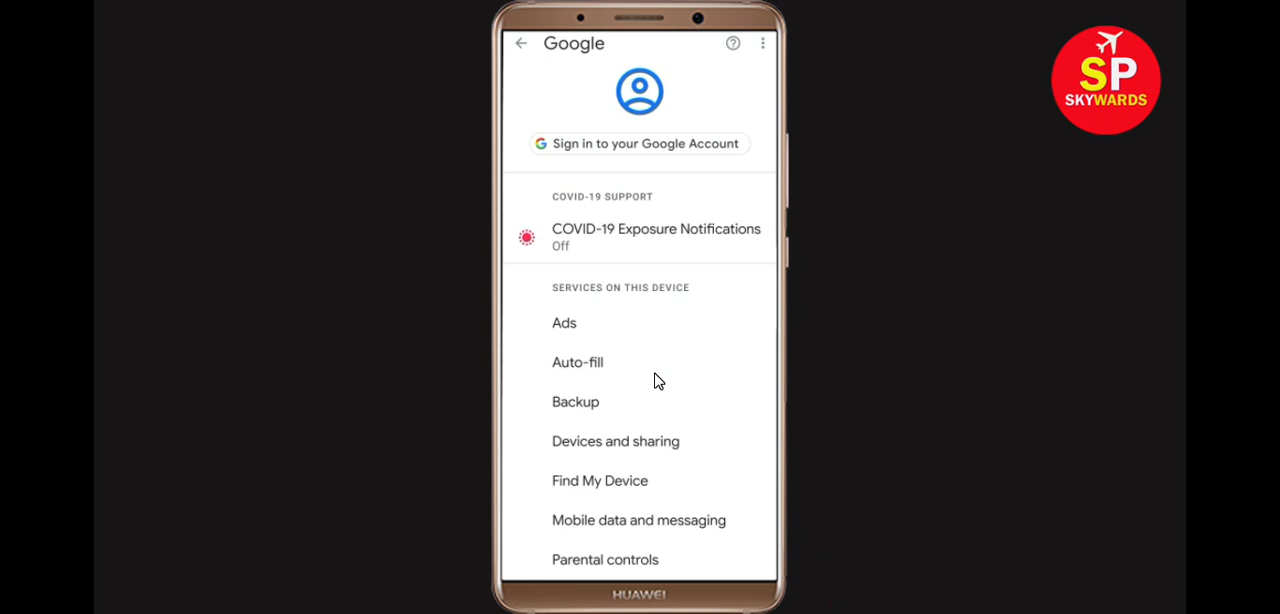 Google
SP
SKYWARDS
Sign in to your Google Account
COVID-19 SUPPORT
COVID-19 Exposure Notifications
Off
SERVICES ON THIS DEVICE
Ads
Auto-fill
Backup
Devices and sharing
Find My Device
Mobile data and messaging
Parental controls
HUAWEI